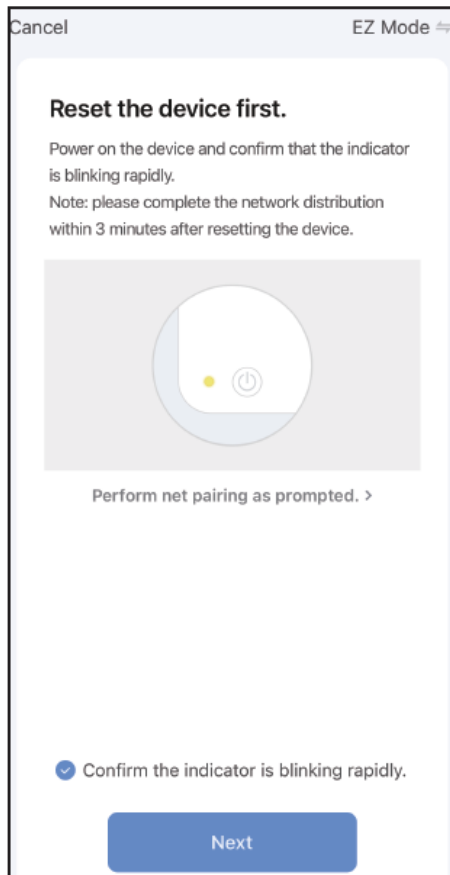 Cancel
EZ Mode ⇋
Reset the device first.
Power on the device and confirm that the indicator
is blinking rapidly.
Note: please complete the network distribution
within 3 minutes after resetting the device.
Perform net pairing as prompted. >
Confirm the indicator is blinking rapidly.
Next